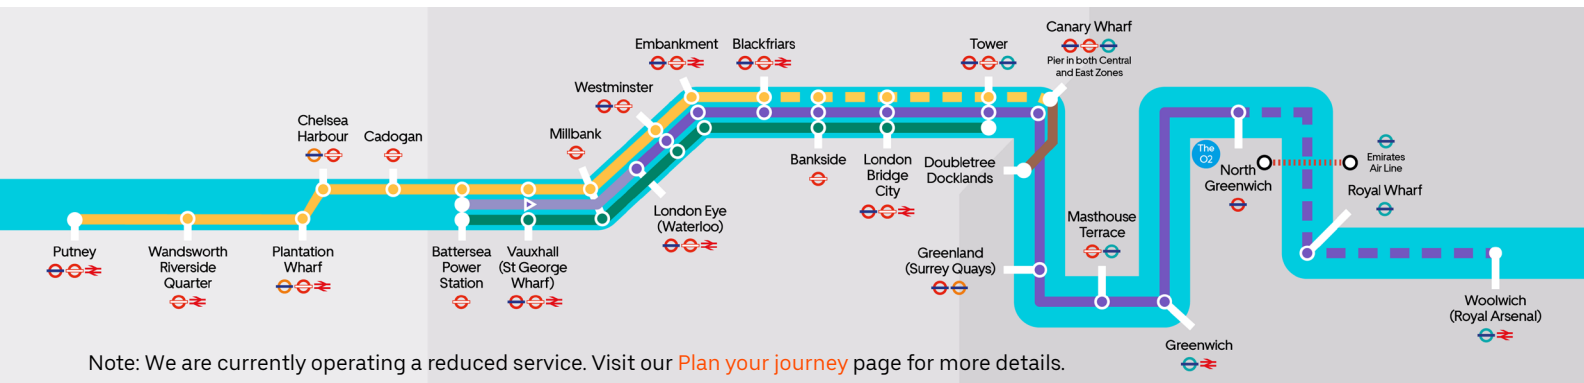 Putney
Wandsworth
Riverside
Quarter
Chelsea
Harbour
Plantation
Wharf
Cadogan
Battersea
Power
Station
Vauxhall
(St George
Wharf)
Millbank
Westminster
Embankment
London Eye
(Waterloo)
Blackfriars
Bankside
London
Bridge
City
Tower
Canary Wharf
Pier in both Central
and East Zones
Doubletree
Docklands
Greenland
(Surrey Quays)
Masthouse
Terrace
Greenwich
The
O2
North
Greenwich
Emirates
Air Line
Royal Wharf
Woolwich
(Royal Arsenal)
Note: We are currently operating a reduced service. Visit our Plan your journey page for more details.